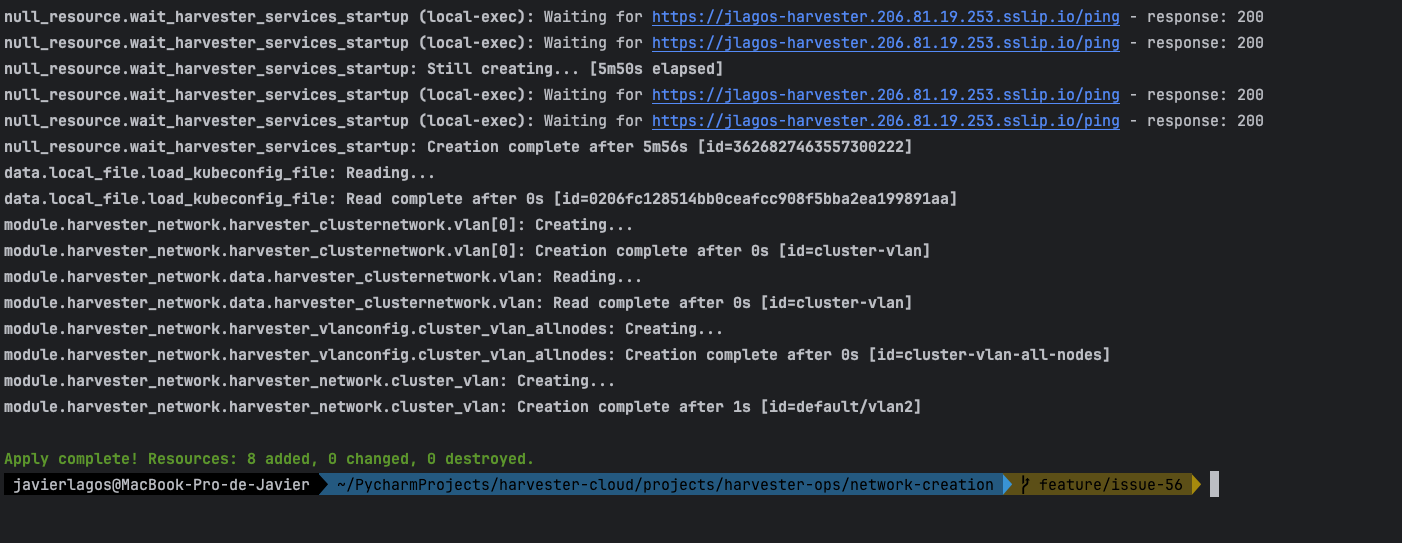 null_resource.wait_harvester_services_startup (local-exec): Waiting for https://jlagos-harvester.206.81.19.253.sslip.io/ping - response: 200
null_resource.wait_harvester_services_startup (local-exec): Waiting for https://jlagos-harvester.206.81.19.253.sslip.io/ping - response: 200
null_resource.wait_harvester_services_startup: Still creating... [5m50s elapsed]
null_resource.wait_harvester_services_startup (local-exec): Waiting for https://jlagos-harvester.206.81.19.253.sslip.io/ping - response: 200
null_resource.wait_harvester_services_startup (local-exec): Waiting for https://jlagos-harvester.206.81.19.253.sslip.io/ping - response: 200
null_resource.wait_harvester_services_startup: Creation complete after 5m56s [id=3626827463557300222]
data.local_file.load_kubeconfig_file: Reading...
data.local_file.load_kubeconfig_file: Read complete after 0s [id=0206fc128514bb0ceafcc908f5bba2ea199891aa]
module.harvester_network.harvester_clusternetwork.vlan[0]: Creating...
module.harvester_network.harvester_clusternetwork.vlan[0]: Creation complete after 0s [id=cluster-vlan]
module.harvester_network.data.harvester_clusternetwork.vlan: Reading...
module.harvester_network.data.harvester_clusternetwork.vlan: Read complete after 0s [id=cluster-vlan]
module.harvester_network.harvester_vlanconfig.cluster_vlan_allnodes: Creating...
module.harvester_network.harvester_vlanconfig.cluster_vlan_allnodes: Creation complete after 0s [id=cluster-vlan-all-nodes]
module.harvester_network.harvester_network.cluster_vlan: Creating...
module.harvester_network.harvester_network.cluster_vlan: Creation complete after 1s [id=default/vlan2]
Apply complete! Resources: 8 added, 0 changed, 0 destroyed.
javierlagos@MacBook-Pro-de-Javier ~/PycharmProjects/harvester-cloud/projects/harvester-ops/network-creation feature/issue-56